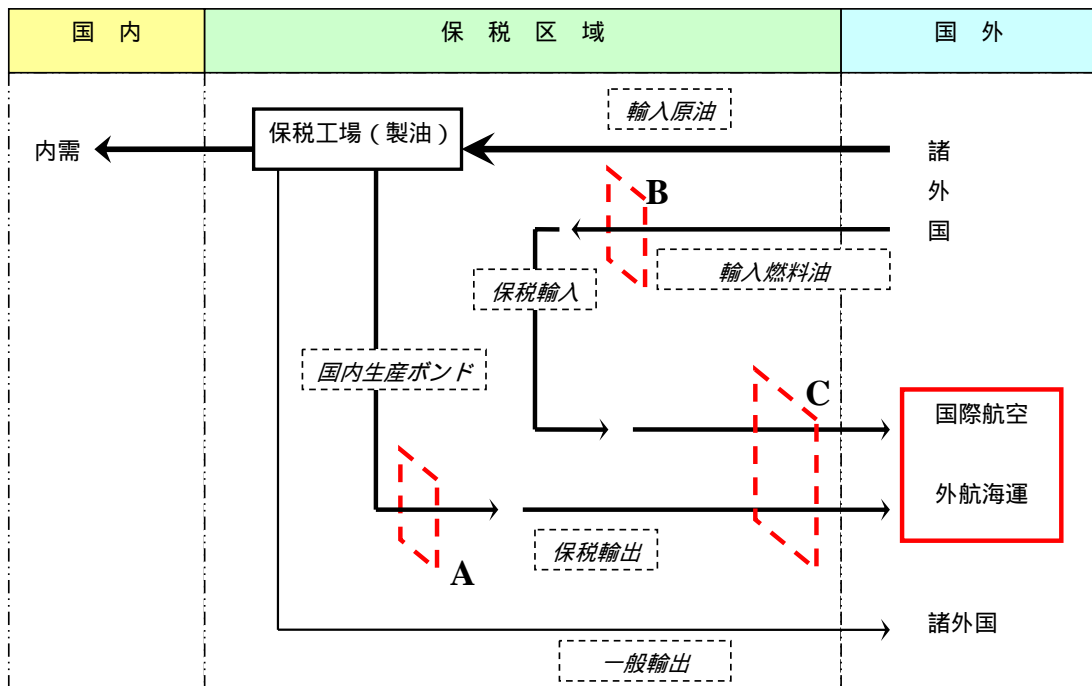 国 内
保 税 区 域
国 外
輸入原油
保税工場（製油）
内需
諸
外
国
B
輸入燃料油
保税輸入
国内生産ボンド
C
国際航空
外航海運
保税輸出
A
諸外国
一般輸出